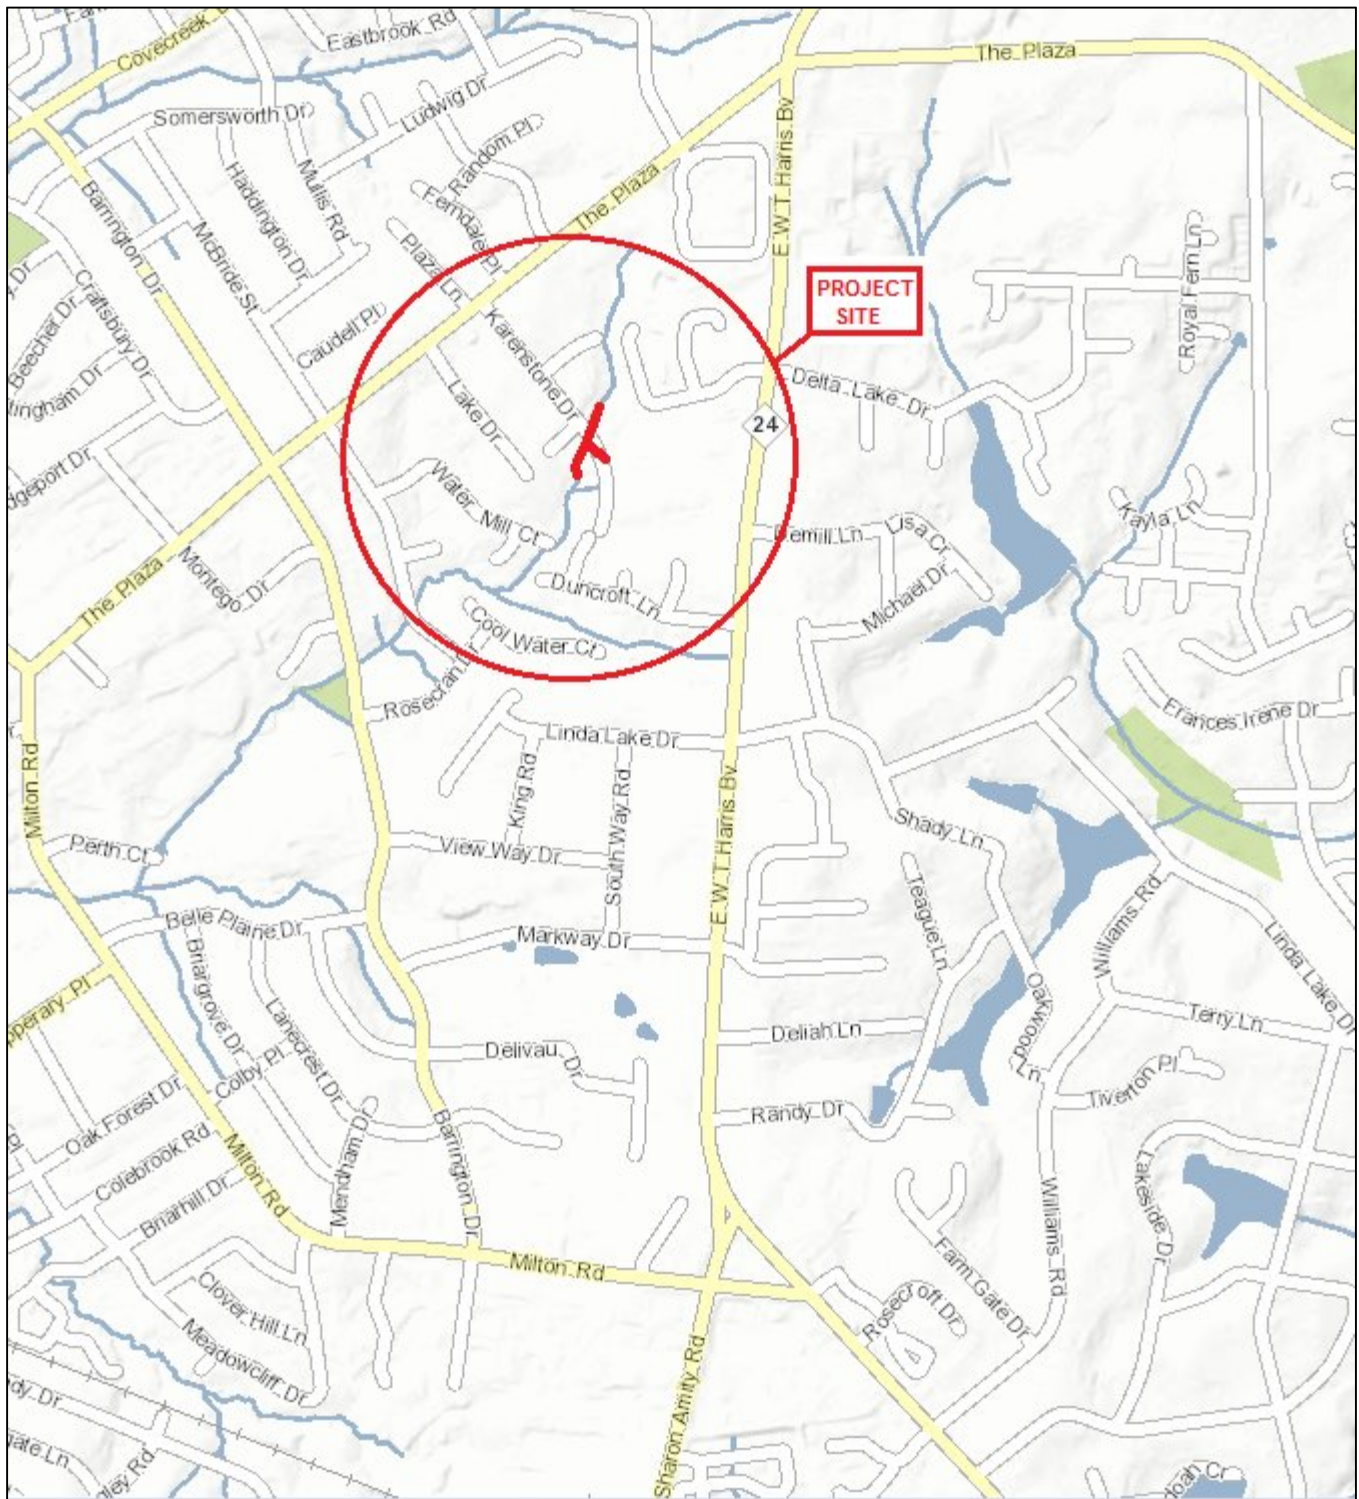 Eastbrook Rd
Covecreek
The Plaza
Somersworth Dr
Ludwig Dr
Random Pl
E W T Harris Bv
Haddington Dr
Mullis Rd
Ferndale Pl
The Plaza
Barrington Dr
McBride St
Plaza Ln
Royal Fern Ln
PROJECT
SITE
Craftsbury Dr
Beecher Dr
Caudell Pl
Karenstone Dr
Lake Dr
Delta Lake Dr
24
Water Mill Ct
Kayla Ln
Demill Ln
Lisa Cr
Montego Dr
The Plaza
Duncroft Ln
Michael Dr
Cool Water Ct
Rosecran Dr
Frances Irene Dr
Linda Lake Dr
Milton Rd
King Rd
South Way Rd
E W T Harris Bv
Shady Ln
Perth Ct
View Way Dr
Teague Ln
Williams Rd
Belle Plaine Dr
Markway Dr
Linda Lake Dr
Briargrove Dr
Lanecrest Dr
Oakwood Ln
Terry Ln
Deliah Ln
Delivau Dr
Colby Pl
Tiverton Pl
Oak Forest Dr
Randy Dr
Mendham Dr
Barrington Dr
Colebrook Rd
Milton Rd
Briarhill Dr
Lakeside Dr
Williams Rd
Farm Gate Dr
Milton Rd
Clover Hill Ln
Rosecroft Dr
Meadowcliff Dr
Sharon Amity Rd